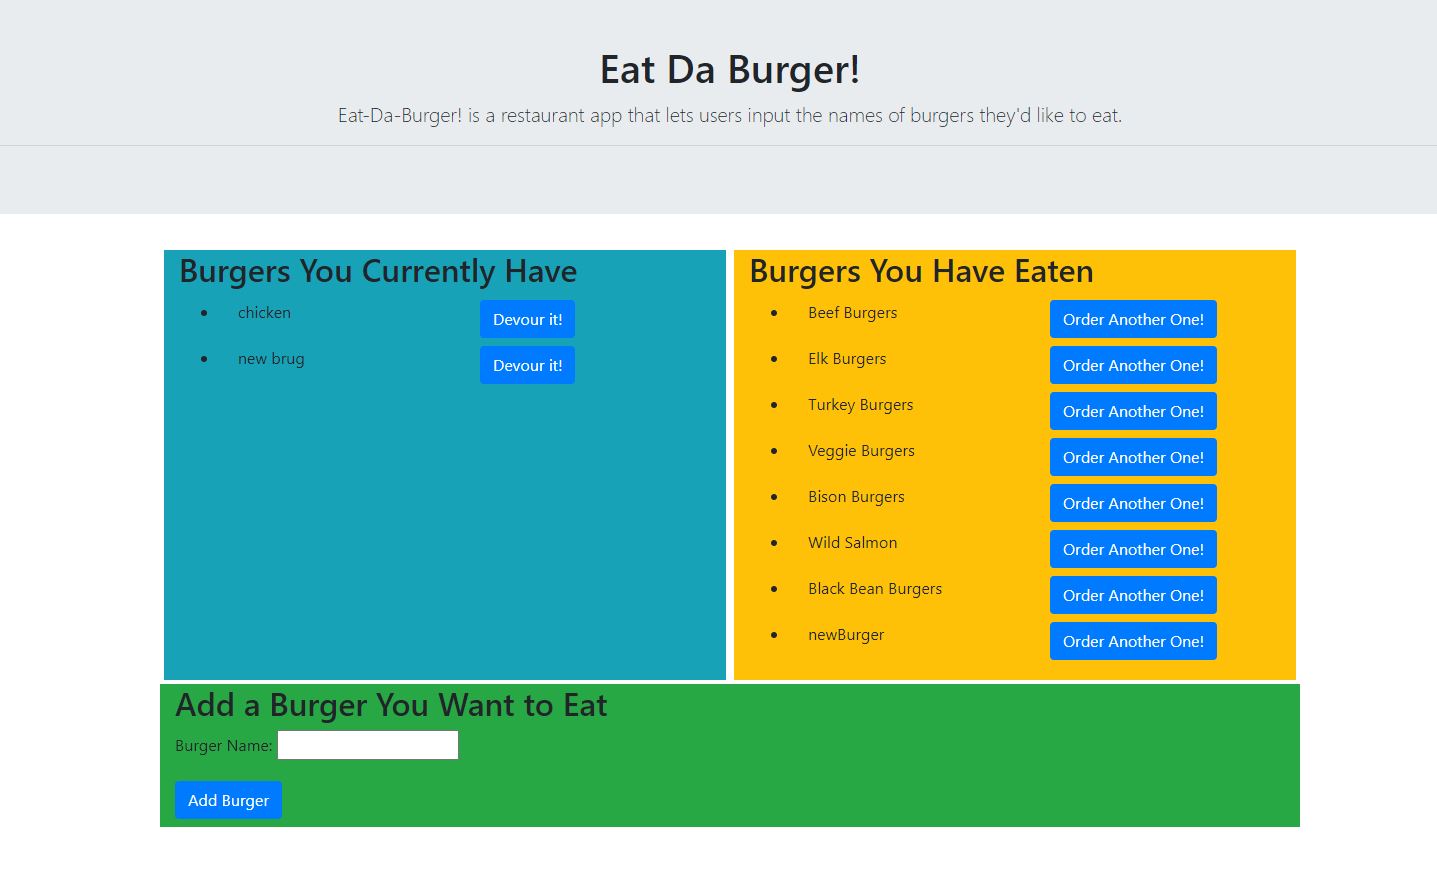 Eat Da Burger!
Eat-Da-Burger! is a restaurant app that lets users input the names of burgers they'd like to eat.
Burgers You Currently Have
chicken Devour it!
new brug Devour it!
Burgers You Have Eaten
Beef Burgers Order Another One!
Elk Burgers Order Another One!
Turkey Burgers Order Another One!
Veggie Burgers Order Another One!
Bison Burgers Order Another One!
Wild Salmon Order Another One!
Black Bean Burgers Order Another One!
newBurger Order Another One!
Add a Burger You Want to Eat
Burger Name:
Add Burger